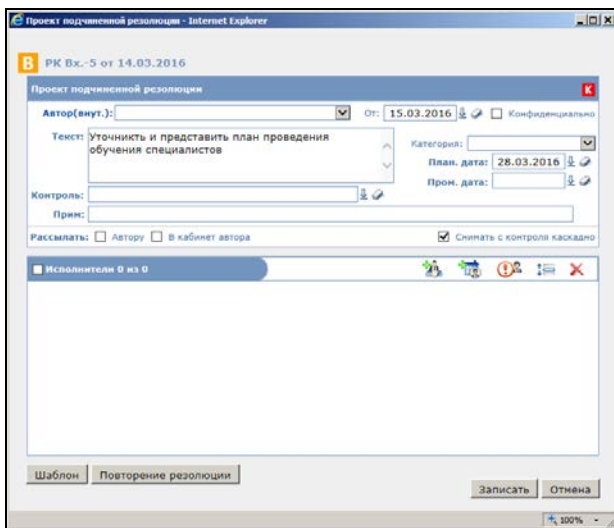 Проект подчиненной резолюции - Internet Explorer
В РК Вх.-5 от 14.03.2016
Проект подчиненной резолюции К
Автор(внут.): От: 15.03.2016 Конфиденциально
Текст: Уточникть и представить план проведения
обучения специалистов
Категория:
План. дата: 28.03.2016
Пром. дата:
Контроль:
Прим:
Рассылать: Автору В кабинет автора Снимать с контроля каскадно
Исполнители 0 из 0
Шаблон Повторение резолюции
Записать Отмена
100%